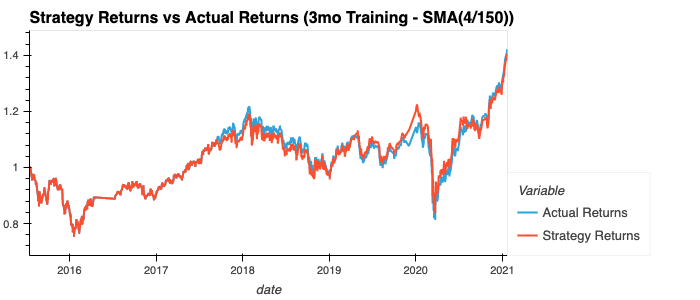 Strategy Returns vs Actual Returns (3mo Training - SMA(4/150))
1.4
1.2
1
0.8
2016
2017
2018
2019
2020
2021
date
Variable
Actual Returns
Strategy Returns